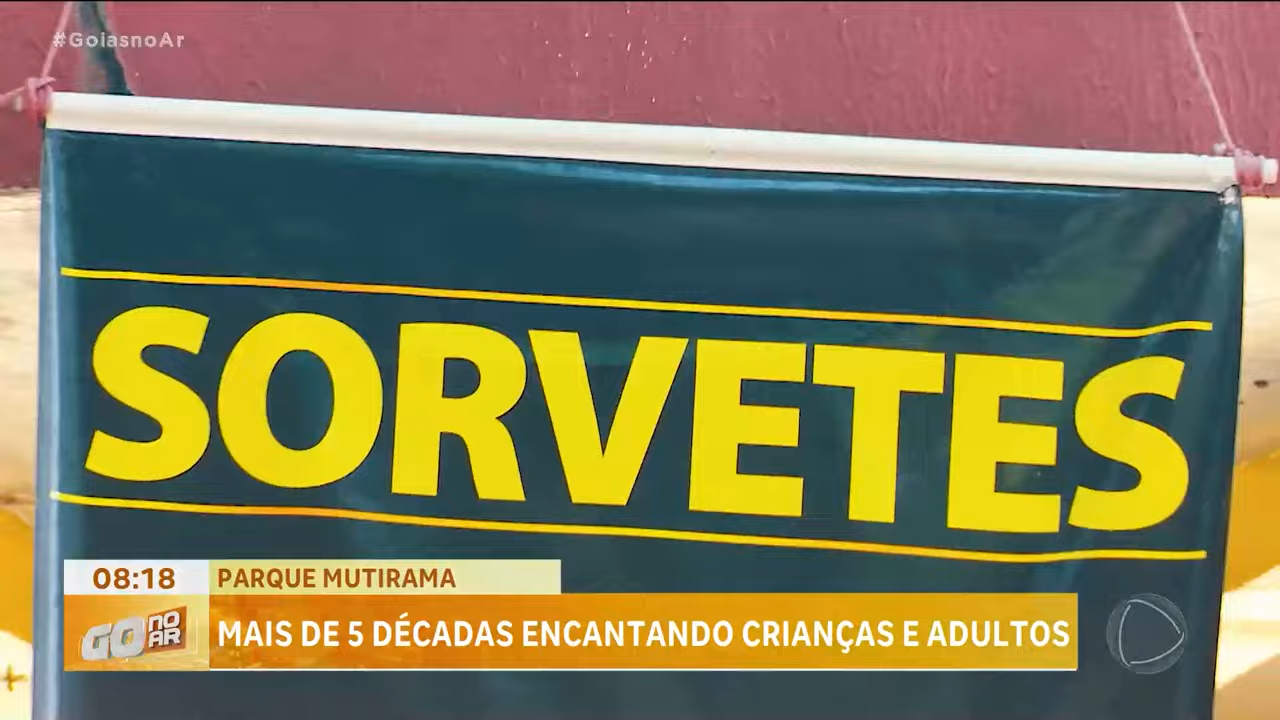 #GoiasnoAr
SORVETES
08:18
PARQUE MUTIRAMA
GO NO AR
MAIS DE 5 DÉCADAS ENCANTANDO CRIANÇAS E ADULTOS